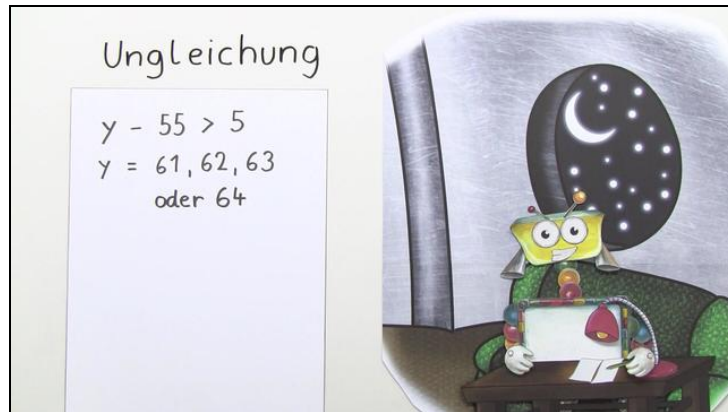 Ungleichung
y - 55 > 5
y = 61, 62, 63
oder 64